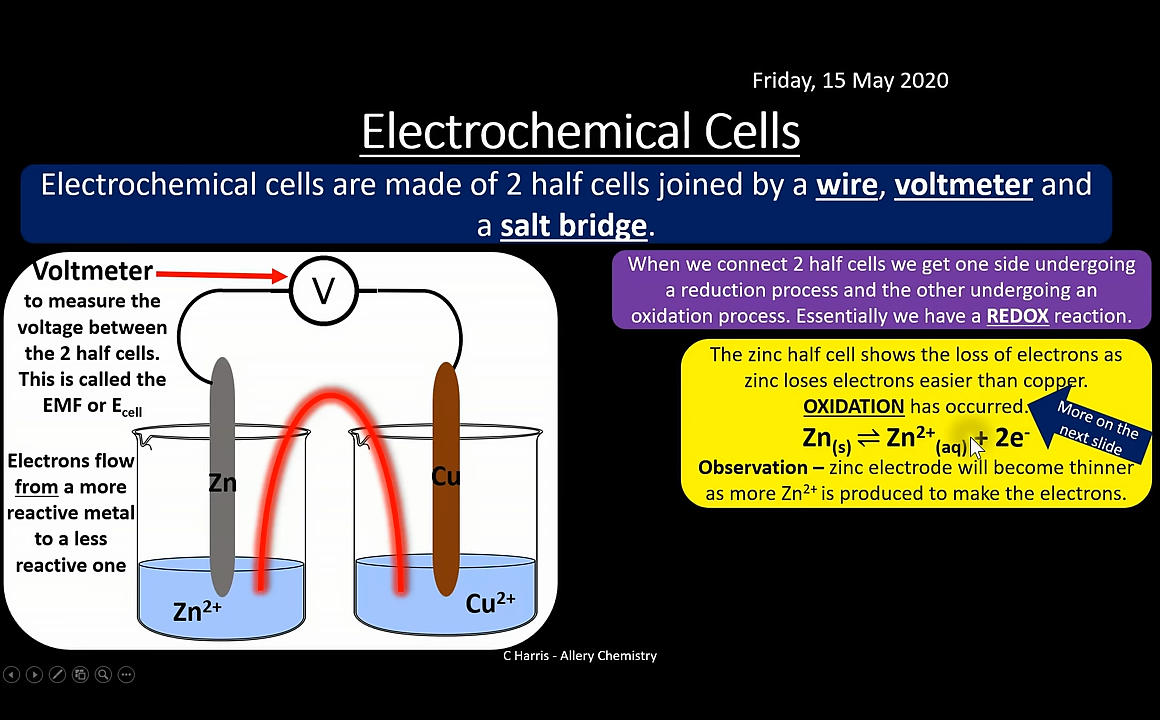 Friday, 15 May 2020
Electrochemical Cells
Electrochemical cells are made of 2 half cells joined by a wire, voltmeter and
a salt bridge.
Voltmeter
to measure the
voltage between
the 2 half cells.
This is called the
EMF or Ecell
Electrons flow
from a more
reactive metal
to a less
reactive one
V
Zn
Cu
Zn²⁺
Cu²⁺
When we connect 2 half cells we get one side undergoing
a reduction process and the other undergoing an
oxidation process. Essentially we have a REDOX reaction.
The zinc half cell shows the loss of electrons as
zinc loses electrons easier than copper.
OXIDATION has occurred.
Zn(s) ⇌ Zn²⁺(aq) + 2e⁻
Observation – zinc electrode will become thinner
as more Zn²⁺ is produced to make the electrons.
More on the
next slide
C Harris - Allery Chemistry